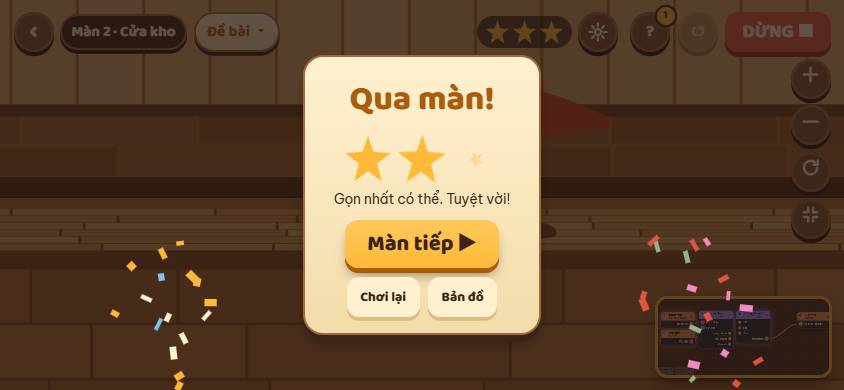 Màn 2 · Cửa kho
Đề bài
?
1
DỪNG
Qua màn!
Gọn nhất có thể. Tuyệt vời!
Màn tiếp
Chơi lại
Bản đồ